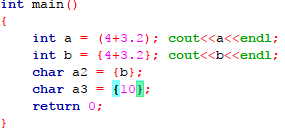 int main()
{
    int a = (4+3.2); cout<<a<<endl;
    int b = {4+3.2}; cout<<b<<endl;
    char a2 = {b};
    char a3 = {10};
    return 0;
}